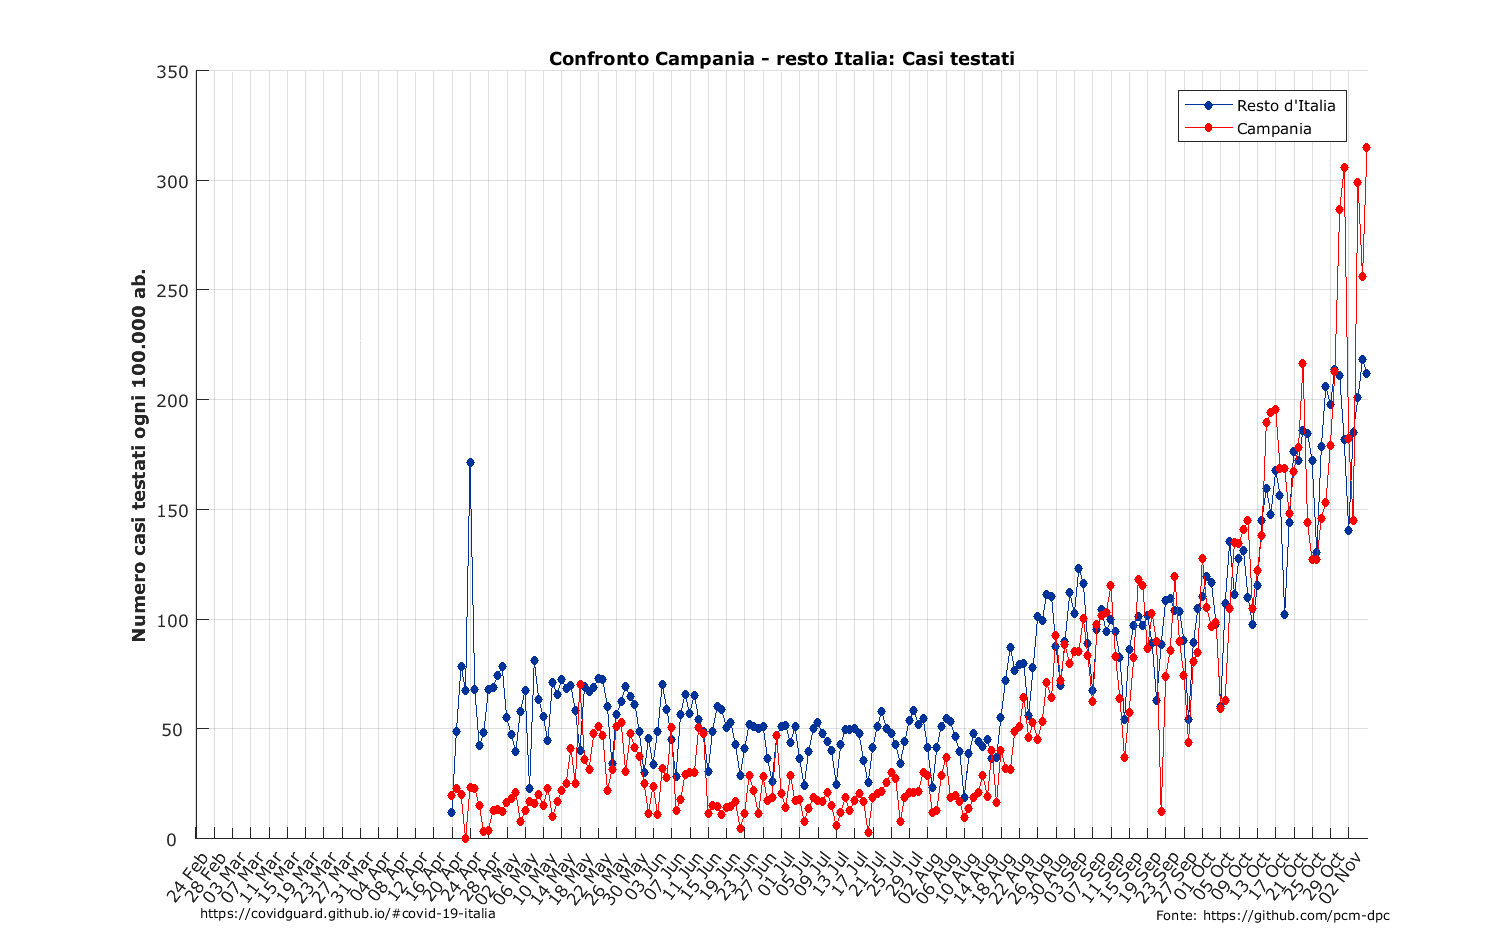 Confronto Campania - resto Italia: Casi testati
Resto d'Italia
Campania
Numero casi testati ogni 100.000 ab.
350
300
250
200
150
100
50
0
24 Feb
28 Feb
03 Mar
07 Mar
11 Mar
15 Mar
19 Mar
23 Mar
27 Mar
31 Mar
04 Apr
08 Apr
12 Apr
16 Apr
20 Apr
24 Apr
28 Apr
02 May
06 May
10 May
14 May
18 May
22 May
26 May
30 May
03 Jun
07 Jun
11 Jun
15 Jun
19 Jun
23 Jun
27 Jun
01 Jul
05 Jul
09 Jul
13 Jul
17 Jul
21 Jul
25 Jul
29 Jul
02 Aug
06 Aug
10 Aug
14 Aug
18 Aug
22 Aug
26 Aug
30 Aug
03 Sep
07 Sep
11 Sep
15 Sep
19 Sep
23 Sep
27 Sep
01 Oct
05 Oct
09 Oct
13 Oct
17 Oct
21 Oct
25 Oct
29 Oct
02 Nov
https://covidguard.github.io/#covid-19-italia
Fonte: https://github.com/pcm-dpc